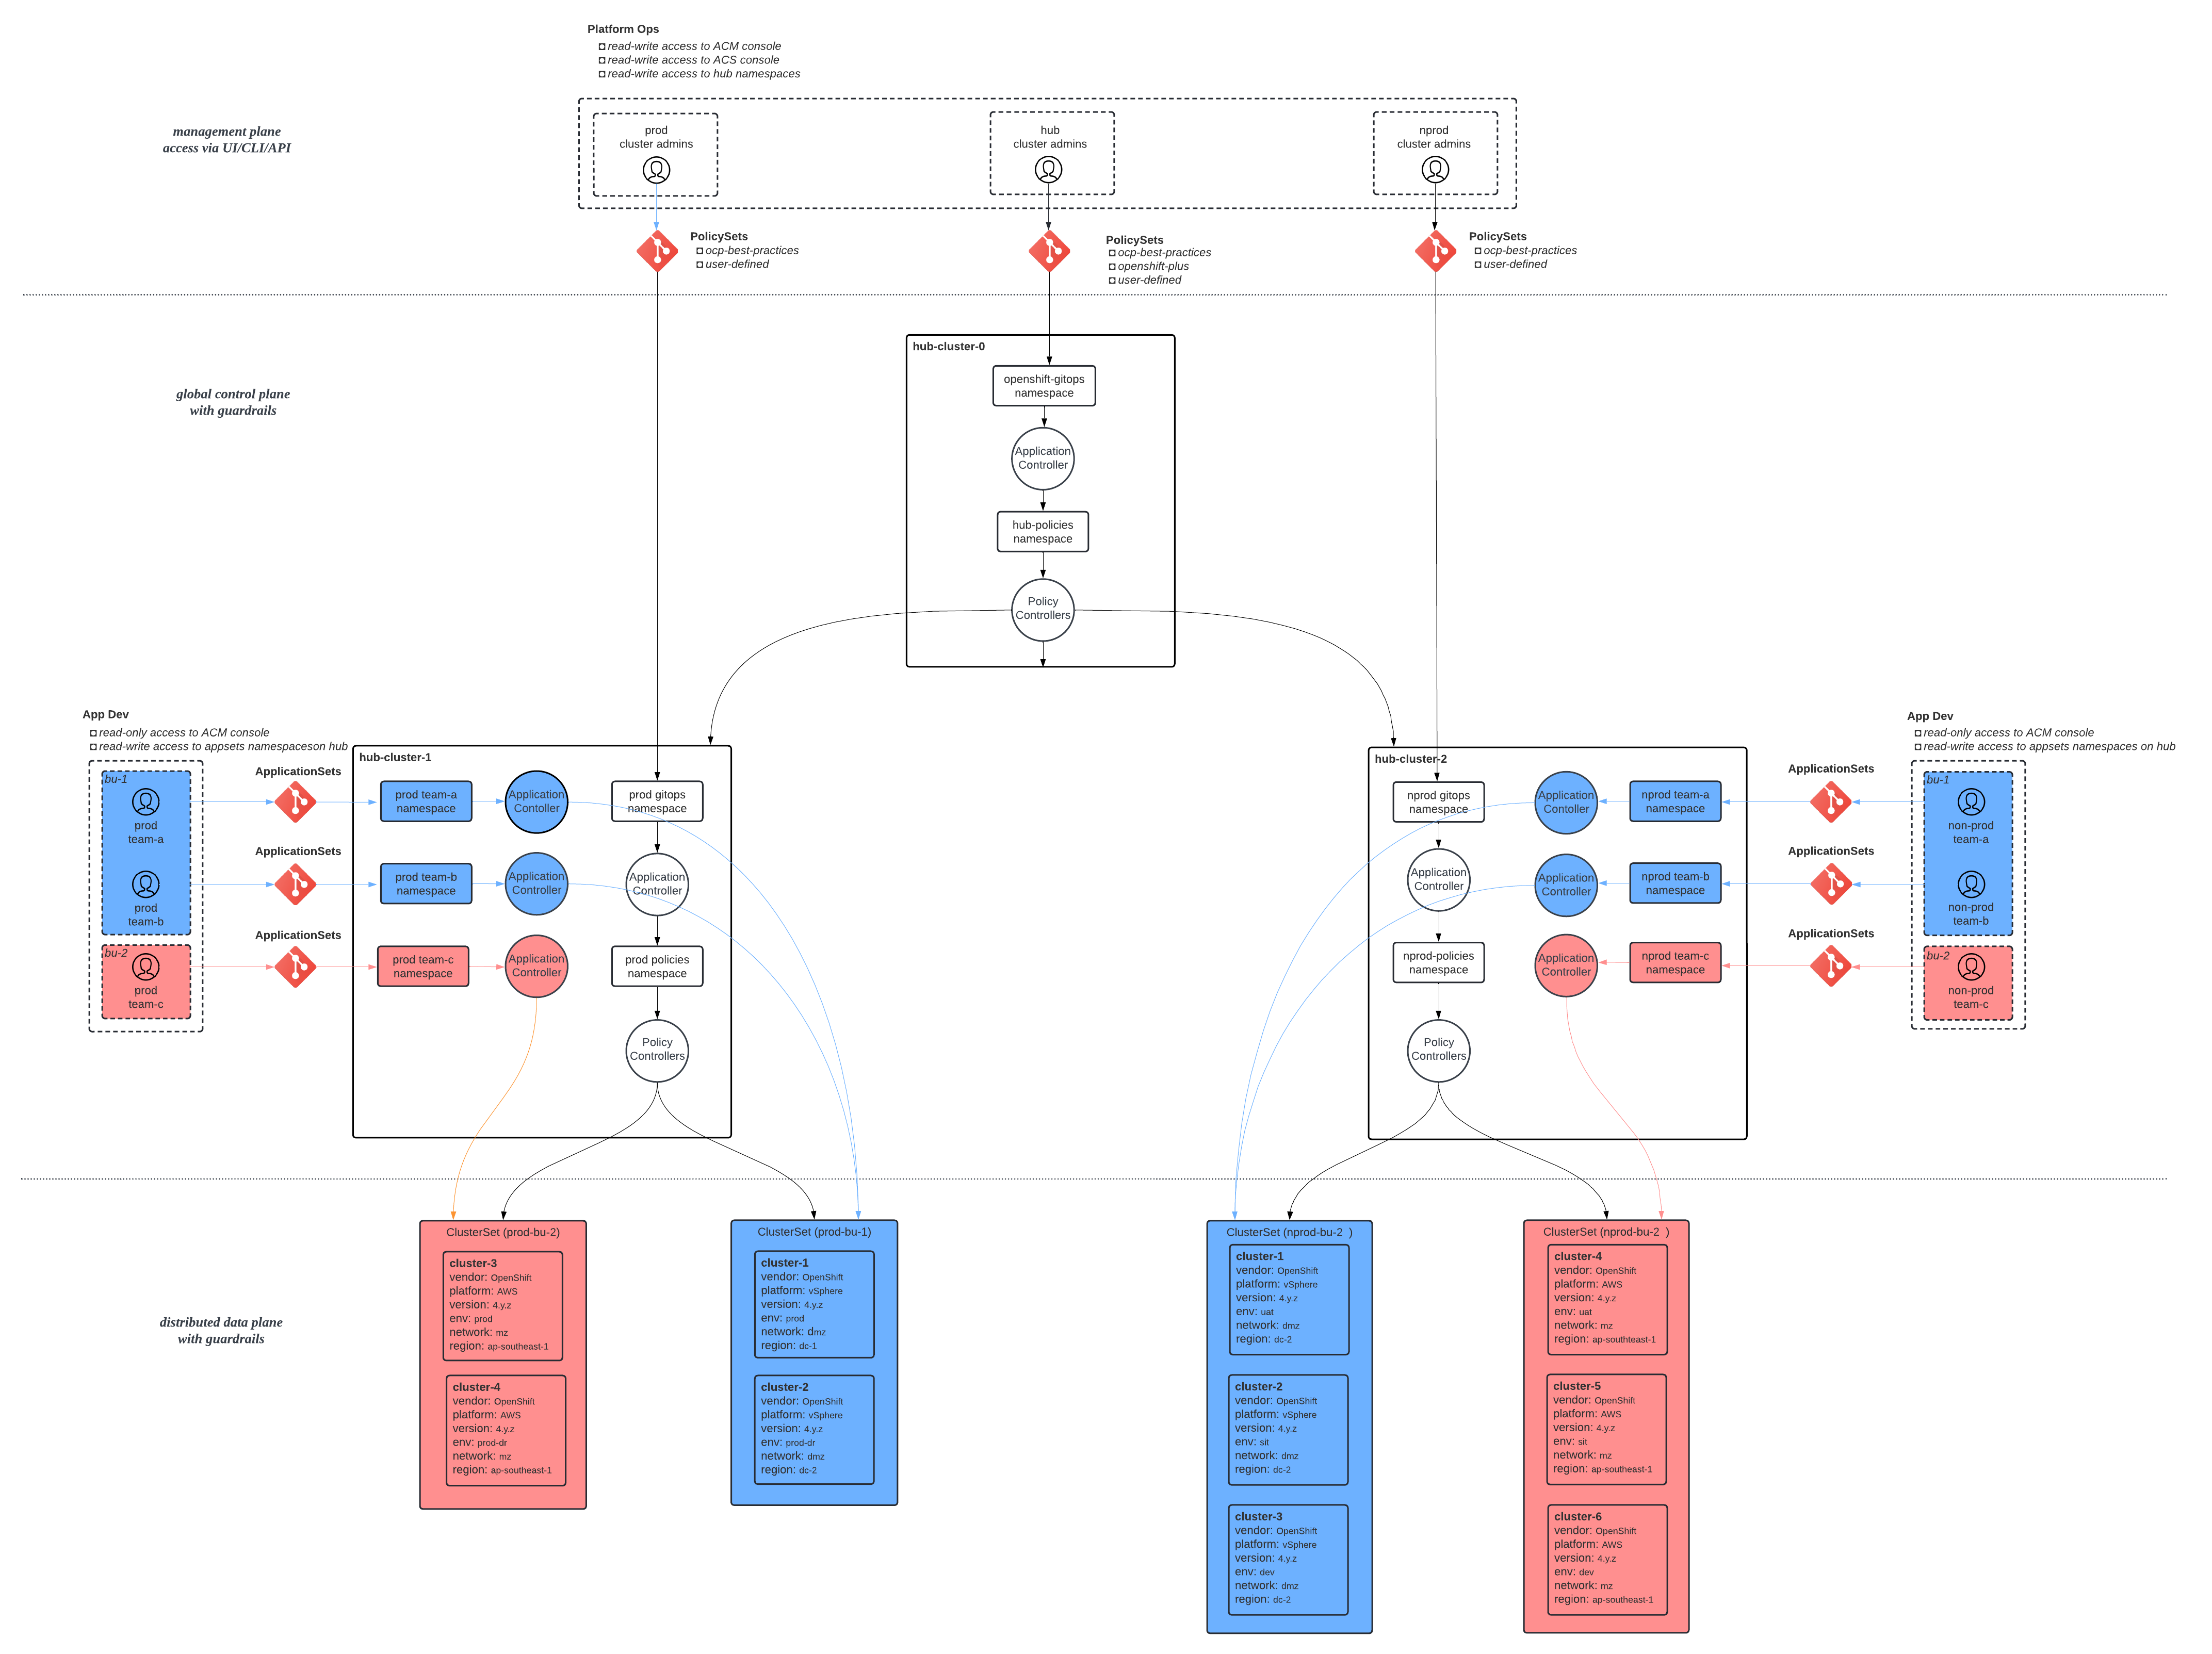 Platform Ops
read-write access to ACM console
read-write access to ACS console
read-write access to hub namespaces
management plane
access via UI/CLI/API
prod
cluster admins
hub
cluster admins
nprod
cluster admins
PolicySets
ocp-best-practices
user-defined
PolicySets
ocp-best-practices
openshift-plus
user-defined
PolicySets
ocp-best-practices
user-defined
global control plane
with guardrails
hub-cluster-0
openshift-gitops
namespace
Application
Controller
hub-policies
namespace
Policy
Controllers
App Dev
read-only access to ACM console
read-write access to appsets namespaceson hub
bu-1
prod
team-a
prod
team-b
bu-2
prod
team-c
ApplicationSets
ApplicationSets
ApplicationSets
hub-cluster-1
prod team-a
namespace
Application
Contoller
prod gitops
namespace
prod team-b
namespace
Application
Controller
Application
Controller
prod team-c
namespace
Application
Controller
prod policies
namespace
Policy
Controllers
hub-cluster-2
nprod gitops
namespace
Application
Controller
nprod team-a
namespace
Application
Controller
Application
Controller
nprod team-b
namespace
nprod-policies
namespace
Application
Controller
nprod team-c
namespace
Policy
Controllers
ApplicationSets
ApplicationSets
ApplicationSets
App Dev
read-only access to ACM console
read-write access to appsets namespaces on hub
bu-1
non-prod
team-a
non-prod
team-b
bu-2
non-prod
team-c
distributed data plane
with guardrails
ClusterSet (prod-bu-2)
cluster-3
vendor: OpenShift
platform: AWS
version: 4.y.z
env: prod
network: mz
region: ap-southeast-1
cluster-4
vendor: OpenShift
platform: AWS
version: 4.y.z
env: prod-dr
network: mz
region: ap-southeast-1
ClusterSet (prod-bu-1)
cluster-1
vendor: OpenShift
platform: vSphere
version: 4.y.z
env: prod
network: dmz
region: dc-1
cluster-2
vendor: OpenShift
platform: vSphere
version: 4.y.z
env: prod-dr
network: dmz
region: dc-2
ClusterSet (nprod-bu-2 )
cluster-1
vendor: OpenShift
platform: vSphere
version: 4.y.z
env: uat
network: dmz
region: dc-2
cluster-2
vendor: OpenShift
platform: vSphere
version: 4.y.z
env: sit
network: dmz
region: dc-2
cluster-3
vendor: OpenShift
platform: vSphere
version: 4.y.z
env: dev
network: dmz
region: dc-2
ClusterSet (nprod-bu-2 )
cluster-4
vendor: OpenShift
platform: AWS
version: 4.y.z
env: uat
network: mz
region: ap-southteast-1
cluster-5
vendor: OpenShift
platform: AWS
version: 4.y.z
env: sit
network: mz
region: ap-southeast-1
cluster-6
vendor: OpenShift
platform: AWS
version: 4.y.z
env: dev
network: mz
region: ap-southeast-1